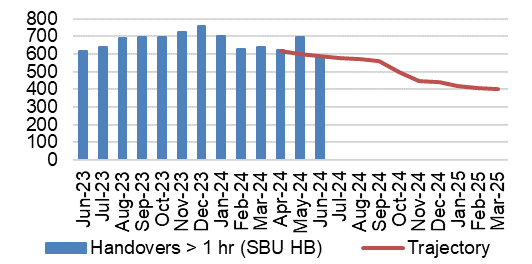 800
700
600
500
400
300
200
100
0
Jun-23
Jul-23
Aug-23
Sep-23
Oct-23
Nov-23
Dec-23
Jan-24
Feb-24
Mar-24
Apr-24
May-24
Jun-24
Jul-24
Aug-24
Sep-24
Oct-24
Nov-24
Dec-24
Jan-25
Feb-25
Mar-25
Handovers > 1 hr (SBU HB)
Trajectory